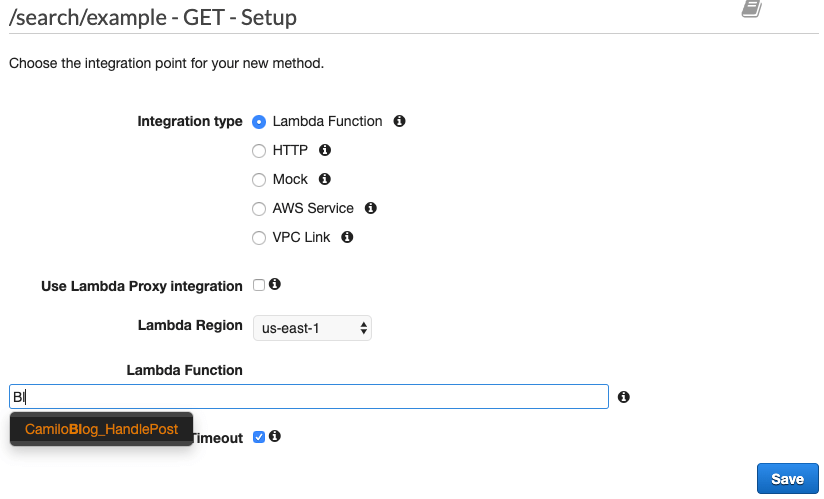 /search/example - GET - Setup
Choose the integration point for your new method.
Integration type Lambda Function
HTTP
Mock
AWS Service
VPC Link
Use Lambda Proxy integration
Lambda Region us-east-1
Lambda Function
Bl
CamiloBlog_HandlePost
Timeout
Save